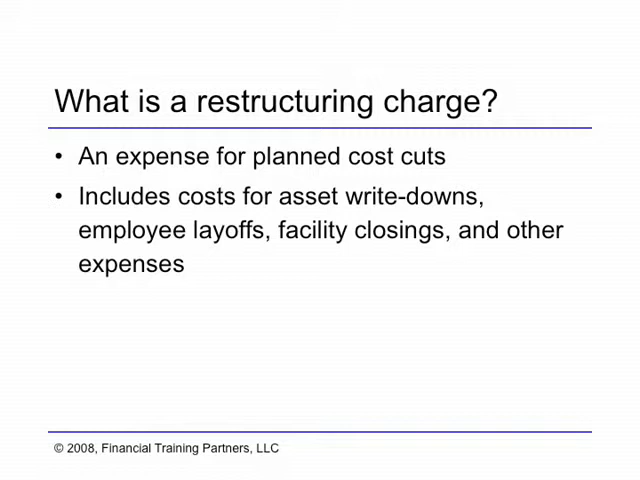 What is a restructuring charge?
• An expense for planned cost cuts
• Includes costs for asset write-downs,
employee layoffs, facility closings, and other
expenses
© 2008, Financial Training Partners, LLC